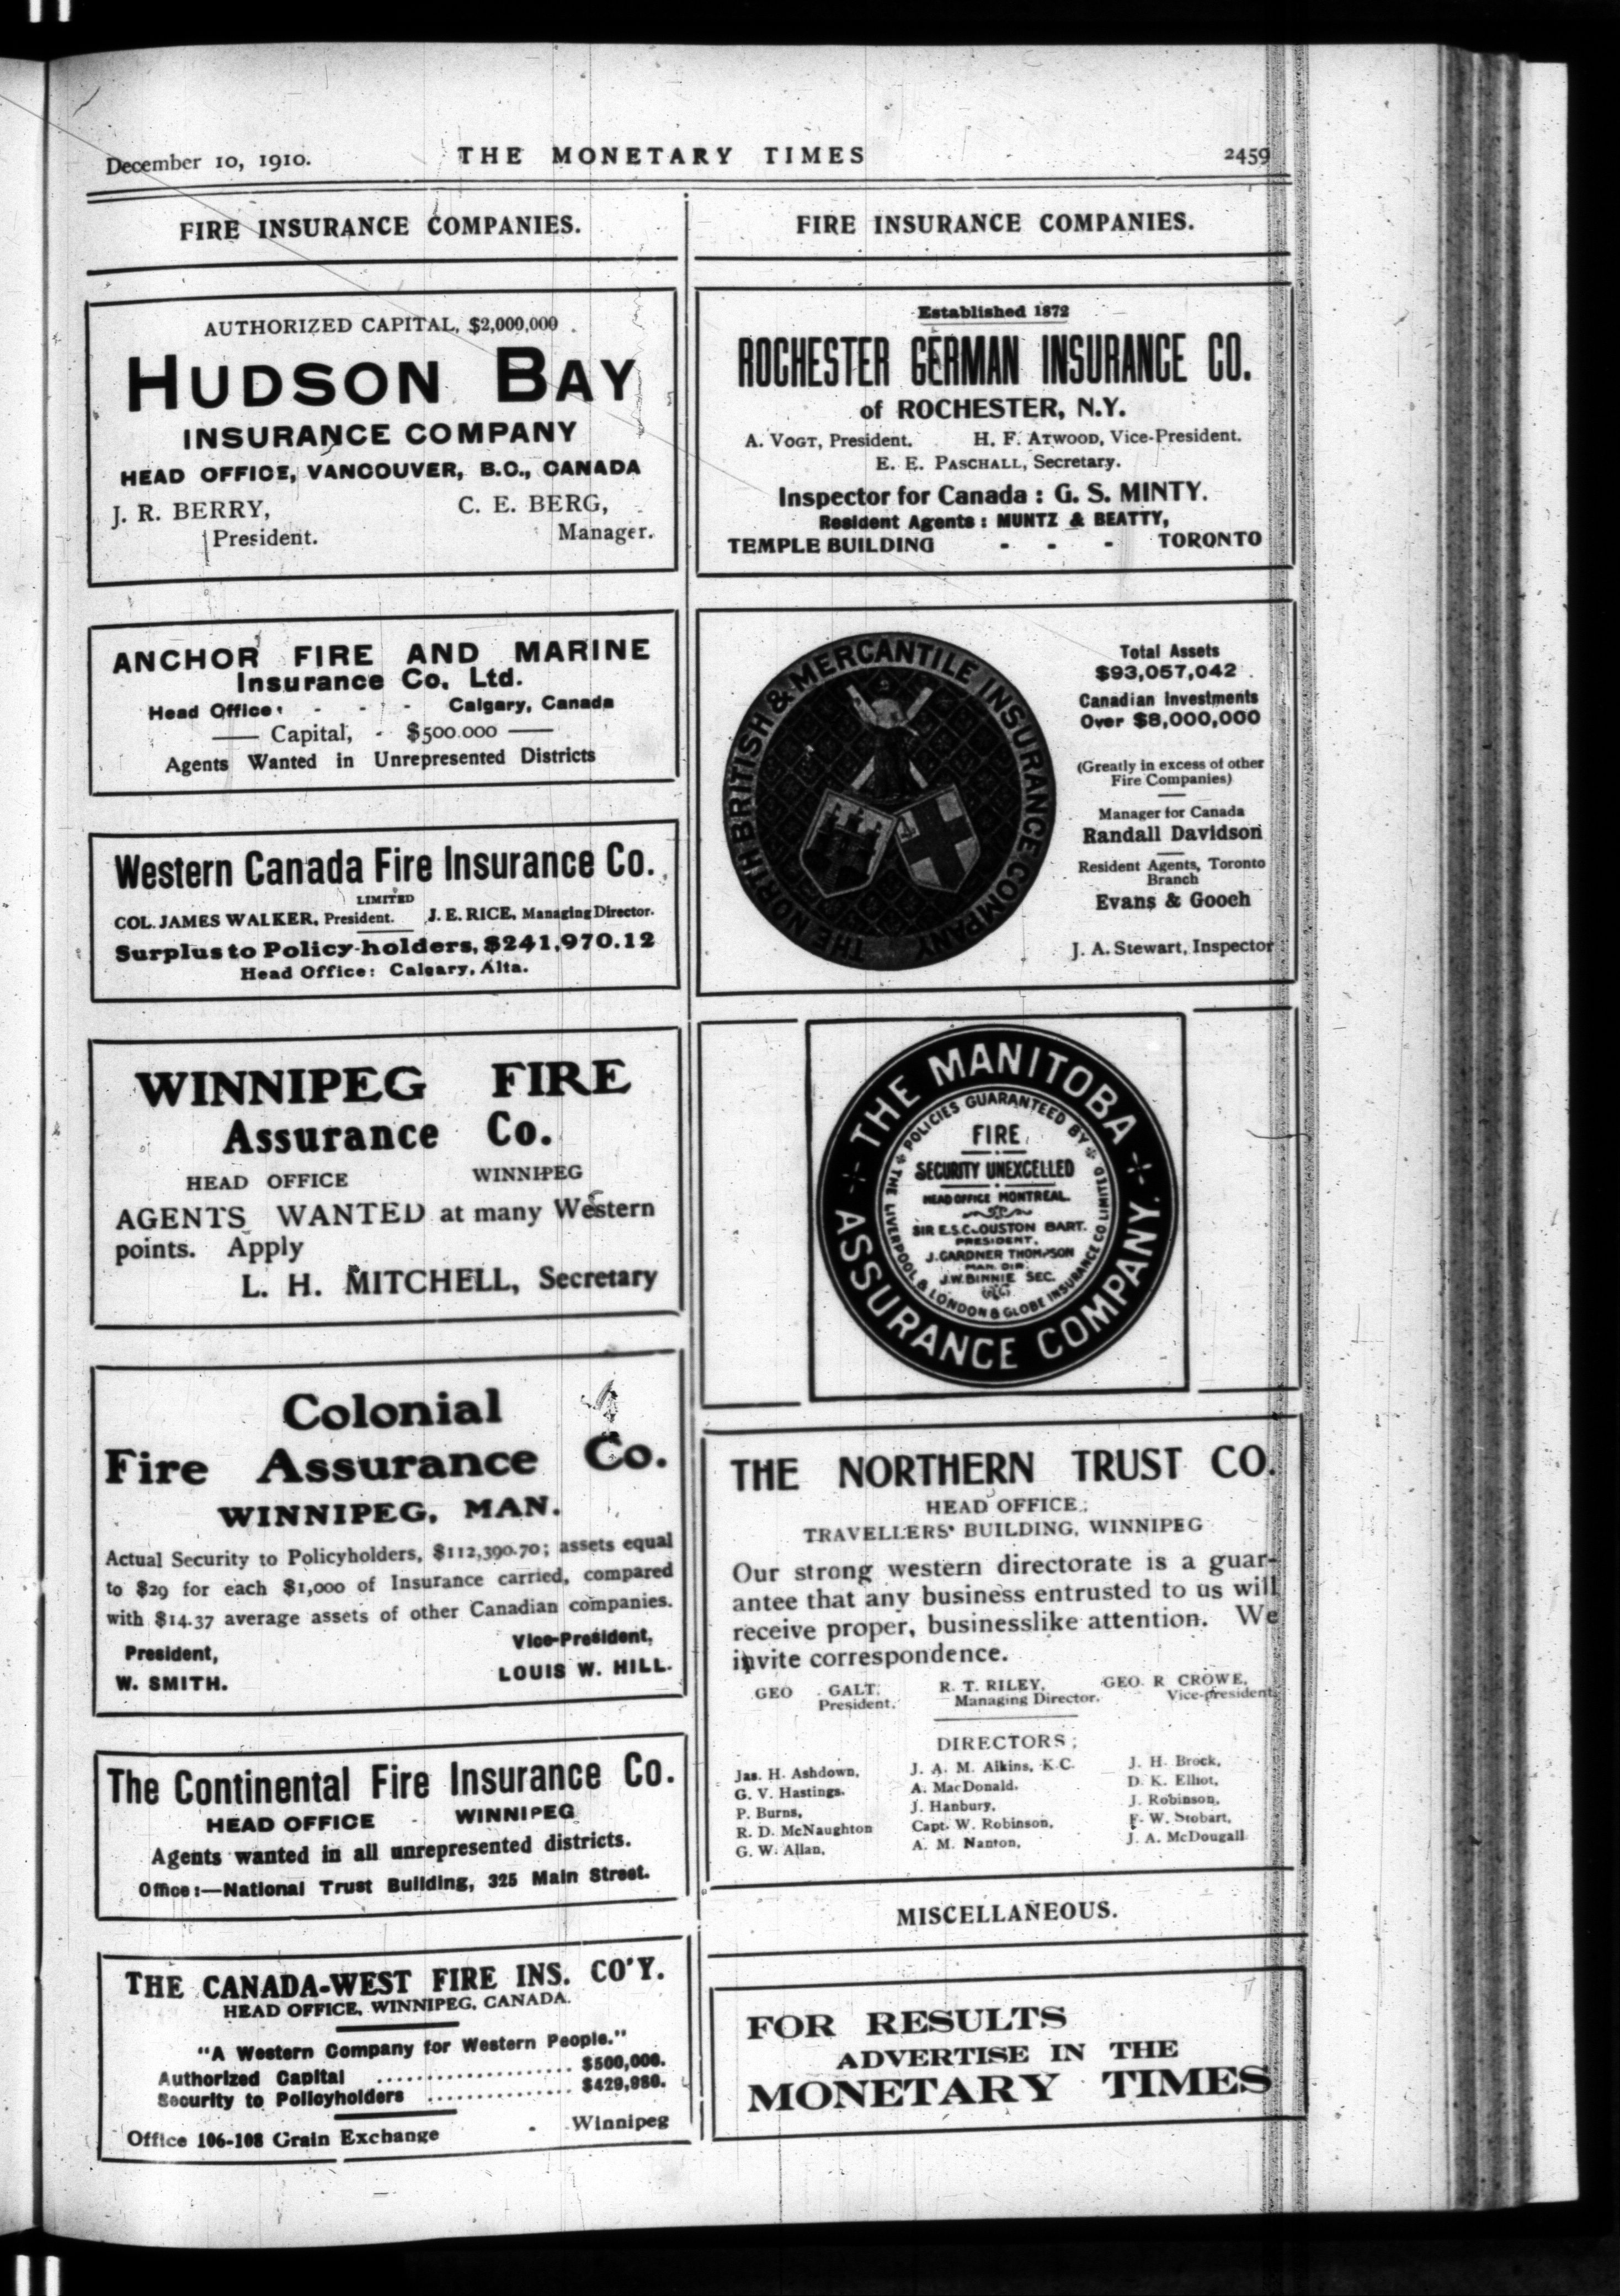 December 10, 1910.
THE MONETARY TIMES
2459
FIRE INSURANCE COMPANIES.
AUTHORIZED CAPITAL, $2,000,000
HUDSON BAY
INSURANCE COMPANY
HEAD OFFICE, VANCOUVER, B.C., CANADA
J. R. BERRY, C. E. BERG,
President. Manager.
ANCHOR FIRE AND MARINE
Insurance Co. Ltd.
Head Office: - - - Calgary, Canada
Capital, - $500.000
Agents Wanted in Unrepresented Districts
Western Canada Fire Insurance Co.
LIMITED
COL. JAMES WALKER, President. J. E. RICE, Managing Director.
Surplus to Policy-holders, $241,970.12
Head Office: Calgary, Alta.
WINNIPEG FIRE
Assurance Co.
HEAD OFFICE WINNIPEG
AGENTS WANTED at many Western
points. Apply
L. H. MITCHELL, Secretary
Colonial
Fire Assurance Co.
WINNIPEG, MAN.
Actual Security to Policyholders, $112,390.70; assets equal
to $29 for each $1,000 of Insurance carried, compared
with $14.37 average assets of other Canadian companies.
President, Vice-President,
W. SMITH. LOUIS W. HILL.
The Continental Fire Insurance Co.
HEAD OFFICE - WINNIPEG
Agents wanted in all unrepresented districts.
Office:—National Trust Building, 325 Main Street.
THE CANADA-WEST FIRE INS. CO'Y.
HEAD OFFICE, WINNIPEG, CANADA.
"A Western Company for Western People."
Authorized Capital .................... $500,000.
Security to Policyholders ............... $429,980.
Office 106-108 Grain Exchange - Winnipeg
FIRE INSURANCE COMPANIES.
Established 1872
ROCHESTER GERMAN INSURANCE CO.
of ROCHESTER, N.Y.
A. VOGT, President. H. F. ATWOOD, Vice-President.
E. E. PASCHALL, Secretary.
Inspector for Canada: G. S. MINTY.
Resident Agents: MUNTZ & BEATTY,
TEMPLE BUILDING - - - TORONTO
THE NORTH BRITISH & MERCANTILE INSURANCE COMPANY
Total Assets
$93,057,042
Canadian Investments
Over $8,000,000
(Greatly in excess of other
Fire Companies)
Manager for Canada
Randall Davidson
Resident Agents, Toronto
Branch
Evans & Gooch
J. A. Stewart, Inspector
THE MANITOBA
ASSURANCE COMPANY
POLICIES GUARANTEED BY
THE LIVERPOOL & LONDON & GLOBE INSURANCE CO. LIMITED
FIRE
SECURITY UNEXCELLED
HEAD OFFICE MONTREAL.
SIR E.S.CLOUSTON BART.
PRESIDENT.
J. GARDNER THOMPSON
MAN. DIR.
J.W. BINNIE SEC.
THE NORTHERN TRUST CO.
HEAD OFFICE:
TRAVELLERS' BUILDING, WINNIPEG
Our strong western directorate is a guar-
antee that any business entrusted to us will
receive proper, businesslike attention. We
invite correspondence.
GEO GALT, R. T. RILEY, GEO. R CROWE,
President. Managing Director. Vice-president
DIRECTORS;
Jas. H. Ashdown, J. A. M. Aikins, K.C. J. H. Brock,
G. V. Hastings. A. MacDonald. D. K. Elliot,
P. Burns, J. Hanbury, J. Robinson,
R. D. McNaughton Capt. W. Robinson, F. W. Stobart,
G. W. Allan, A. M. Nanton, J. A. McDougall
MISCELLANEOUS.
FOR RESULTS
ADVERTISE IN THE
MONETARY TIMES